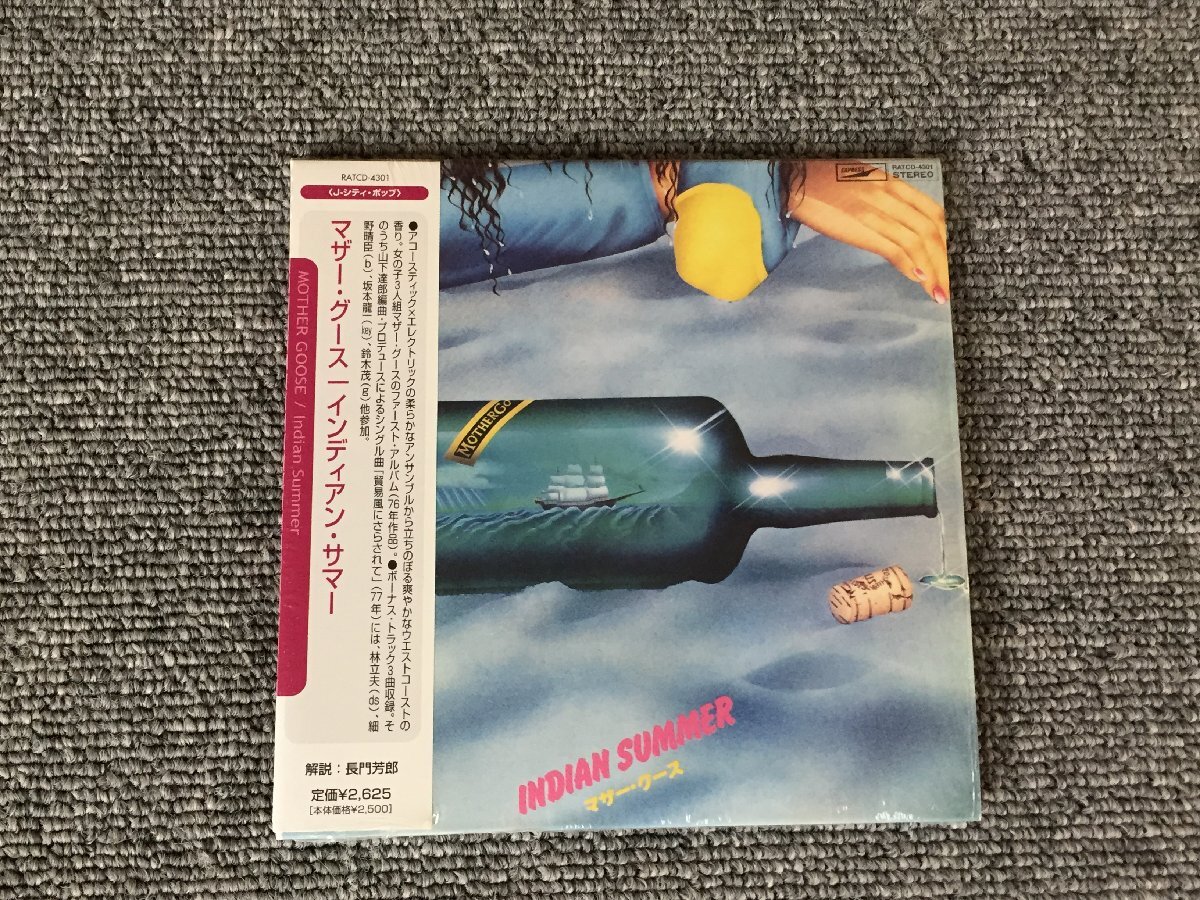 RATCD-4301
〈J-シティ・ポップ〉
マザー・グース｜インディアン・サマー
MOTHER GOOSE / Indian Summer
●アコースティック×エレクトリックの柔らかなアンサンブルから立ちのぼる爽やかなウエストコーストの
香り。女の子3人組マザー・グースのファースト・アルバム（76年作品）。●ボーナス・トラック3曲収録。そ
のうち山下達郎編曲・プロデュースによるシングル曲「貿易風にさらされて」（77年）には、林立夫（ds）、細
野晴臣（b）、坂本龍一（key）、鈴木茂（g）他参加。
解説：長門芳郎
定価¥2,625
［本体価格¥2,500］
EXPRESS
RATCD-4301
STEREO
MOTHERGO
INDIAN SUMMER
マザー・グース